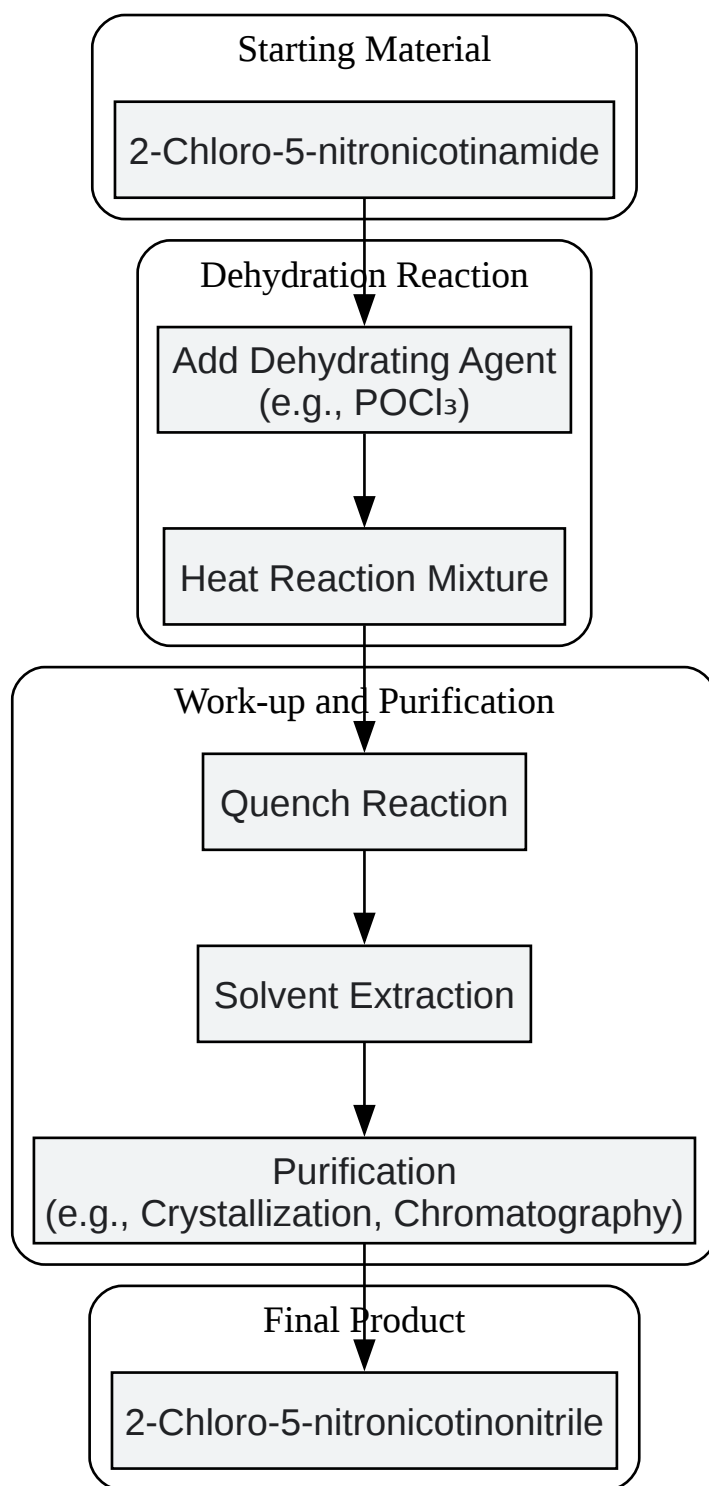 Starting Material
2-Chloro-5-nitronicotinamide
Dehydration Reaction
Add Dehydrating Agent
(e.g., POCl₃)
Heat Reaction Mixture
Work-up and Purification
Quench Reaction
Solvent Extraction
Purification
(e.g., Crystallization, Chromatography)
Final Product
2-Chloro-5-nitronicotinonitrile